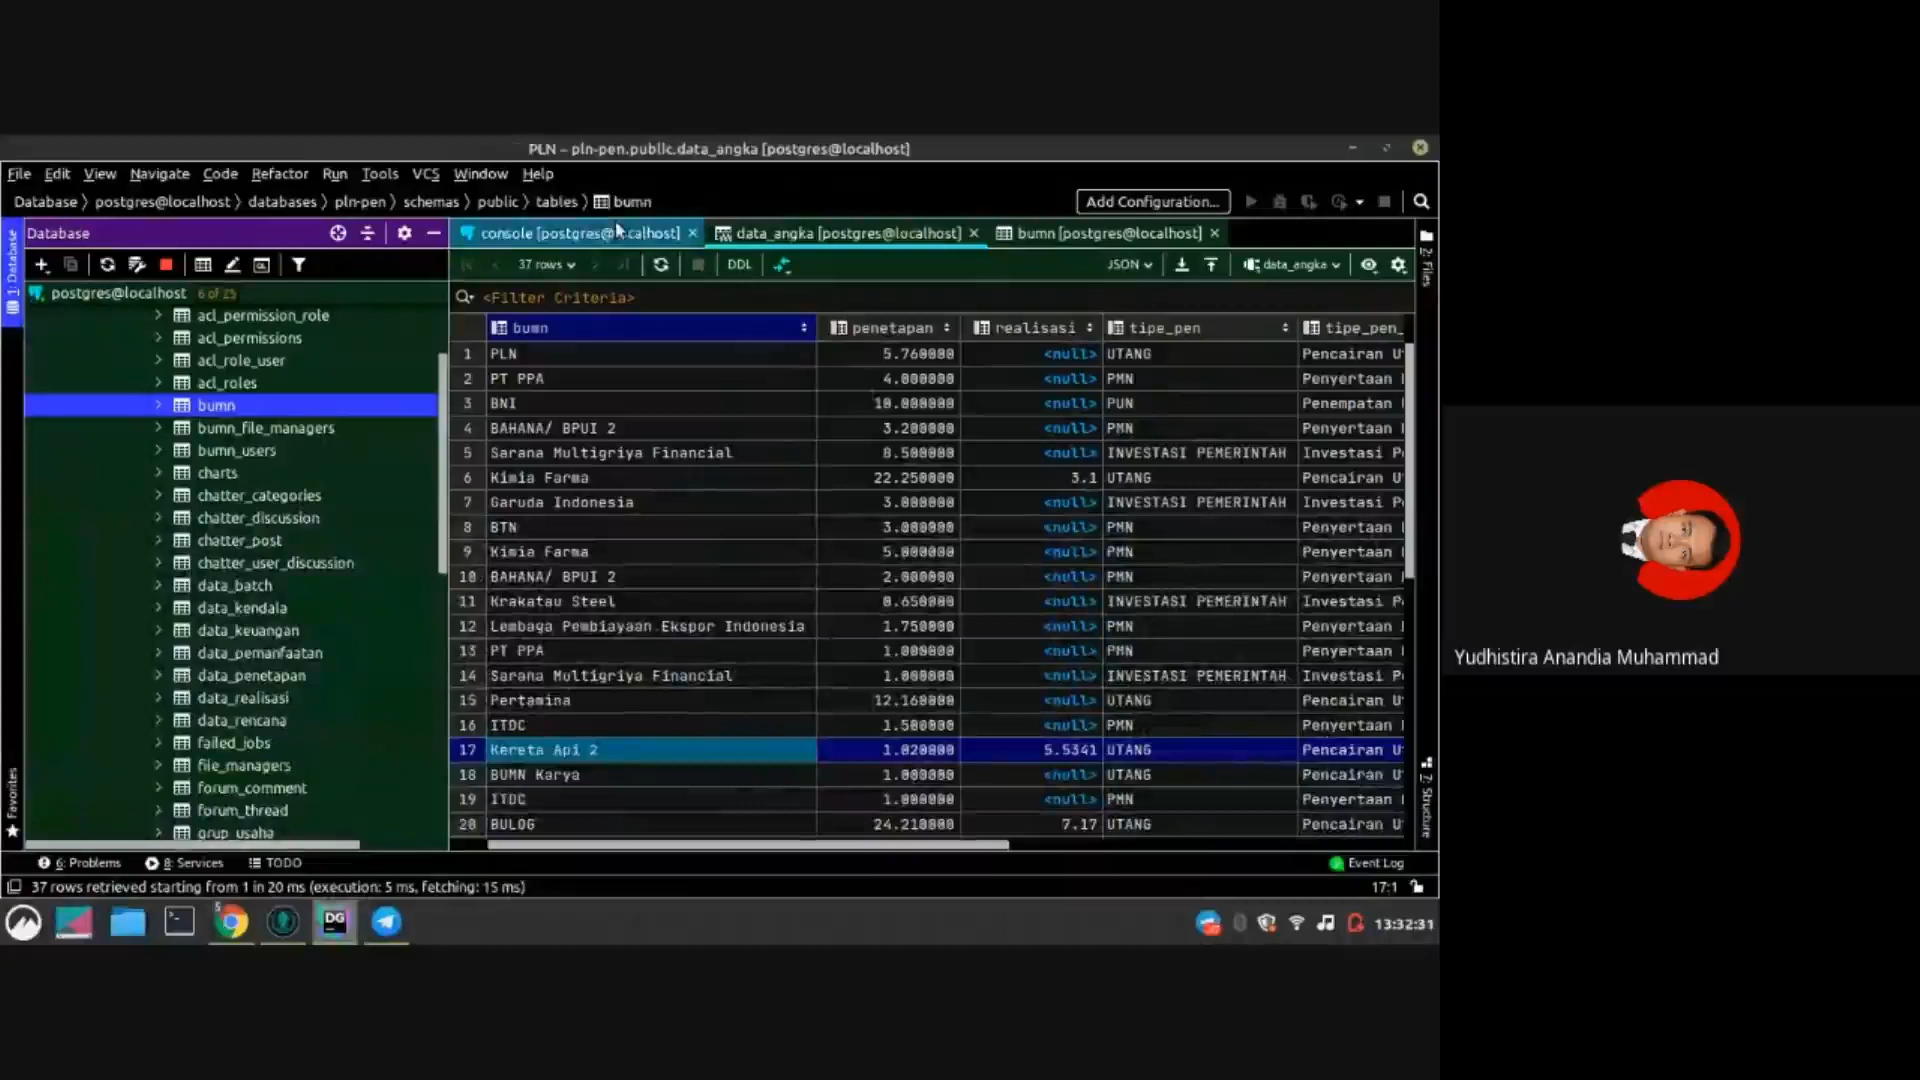 PLN – pln-pen.public.data_angka [postgres@localhost]
File Edit View Navigate Code Refactor Run Tools VCS Window Help
Database 〉 postgres@localhost 〉 databases 〉 pln-pen 〉 schemas 〉 public 〉 tables 〉 bumn
Add Configuration...
1: Database
Database
console [postgres@localhost]
data_angka [postgres@localhost]
bumn [postgres@localhost]
37 rows
DDL
JSON
data_angka
2: Files
postgres@localhost 6 of 25
<Filter Criteria>
acl_permission_role
acl_permissions
acl_role_user
acl_roles
bumn
bumn_file_managers
bumn_users
charts
chatter_categories
chatter_discussion
chatter_post
chatter_user_discussion
data_batch
data_kendala
data_keuangan
data_pemanfaatan
data_penetapan
data_realisasi
data_rencana
failed_jobs
file_managers
forum_comment
forum_thread
grup_usaha
bumn penetapan realisasi tipe_pen tipe_pen_
1 PLN 5.760000 <null> UTANG Pencairan U
2 PT PPA 4.000000 <null> PMN Penyertaan
3 BNI 10.000000 <null> PUN Penempatan
4 BAHANA/ BPUI 2 3.200000 <null> PMN Penyertaan
5 Sarana Multigriya Financial 8.500000 <null> INVESTASI PEMERINTAH Investasi P
6 Kimia Farma 22.250000 3.1 UTANG Pencairan U
7 Garuda Indonesia 3.000000 <null> INVESTASI PEMERINTAH Investasi P
8 BTN 3.000000 <null> PMN Penyertaan
9 Kimia Farma 5.000000 <null> PMN Penyertaan
10 BAHANA/ BPUI 2 2.000000 <null> PMN Penyertaan
11 Krakatau Steel 0.650000 <null> INVESTASI PEMERINTAH Investasi P
12 Lembaga Pembiayaan Ekspor Indonesia 1.750000 <null> PMN Penyertaan
13 PT PPA 1.000000 <null> PMN Penyertaan
14 Sarana Multigriya Financial 1.000000 <null> INVESTASI PEMERINTAH Investasi P
15 Pertamina 12.160000 <null> UTANG Pencairan U
16 ITDC 1.500000 <null> PMN Penyertaan
17 Kereta Api 2 1.020000 5.5341 UTANG Pencairan U
18 BUMN Karya 1.000000 <null> UTANG Pencairan U
19 ITDC 1.000000 <null> PMN Penyertaan
20 BULOG 24.210000 7.17 UTANG Pencairan U
7: Structure
Favorites
6: Problems 8: Services TODO Event Log
37 rows retrieved starting from 1 in 20 ms (execution: 5 ms, fetching: 15 ms) 17:1
5
DG
13:32:31
Yudhistira Anandia Muhammad